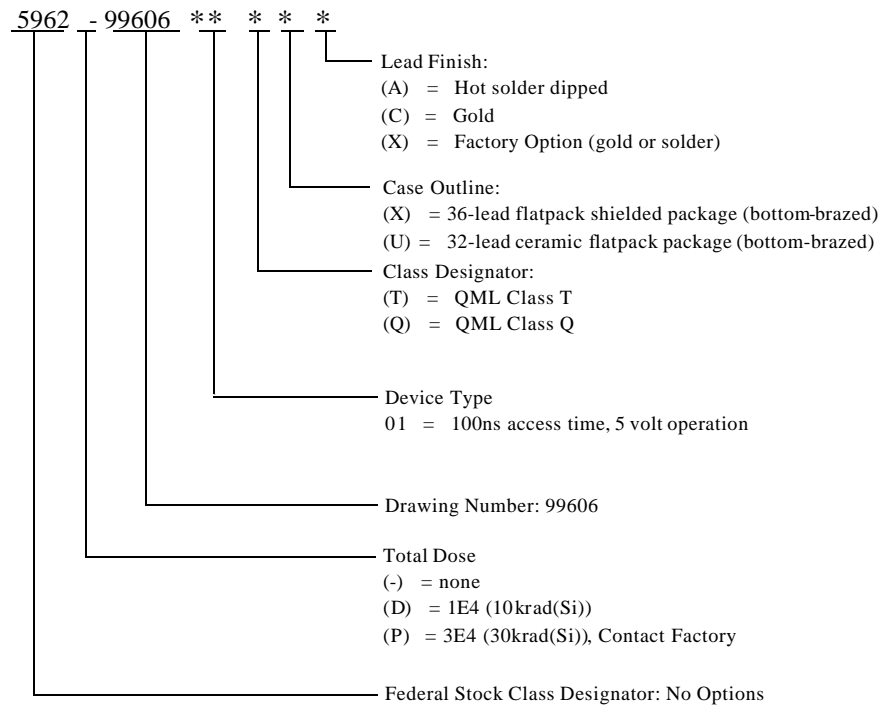 5962 - 99606 ** * * *
Lead Finish:
(A) = Hot solder dipped
(C) = Gold
(X) = Factory Option (gold or solder)
Case Outline:
(X) = 36-lead flatpack shielded package (bottom-brazed)
(U) = 32-lead ceramic flatpack package (bottom-brazed)
Class Designator:
(T) = QML Class T
(Q) = QML Class Q
Device Type
01 = 100ns access time, 5 volt operation
Drawing Number: 99606
Total Dose
(-) = none
(D) = 1E4 (10krad(Si))
(P) = 3E4 (30krad(Si)), Contact Factory
Federal Stock Class Designator: No Options